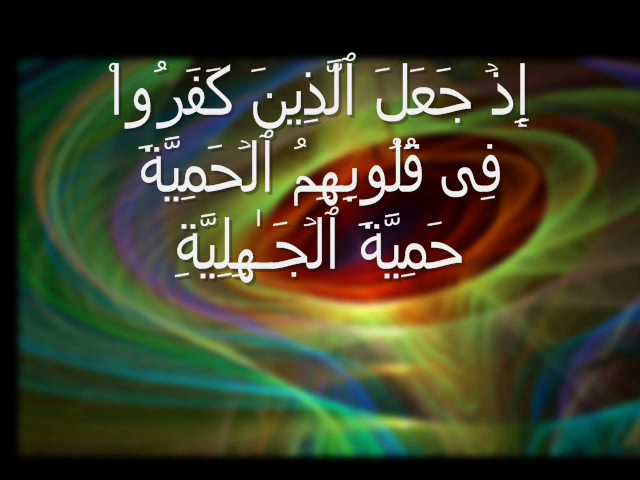 إِذۡ جَعَلَ ٱلَّذِينَ كَفَرُواْ
فِى قُلُوبِهِمُ ٱلۡحَمِيَّةَ
حَمِيَّةَ ٱلۡجَـٰهِلِيَّةِ